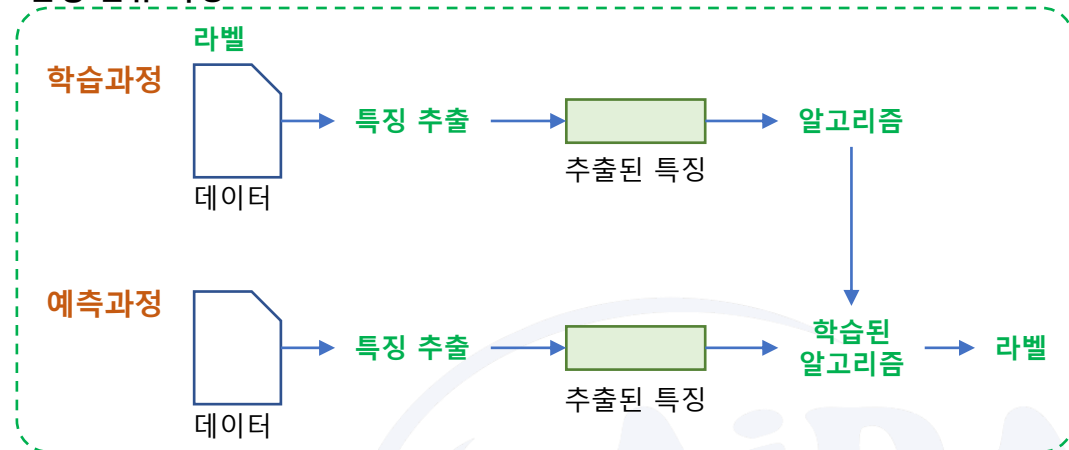 라벨
학습과정
특징 추출
알고리즘
추출된 특징
데이터
예측과정
특징 추출
학습된
알고리즘
라벨
추출된 특징
데이터